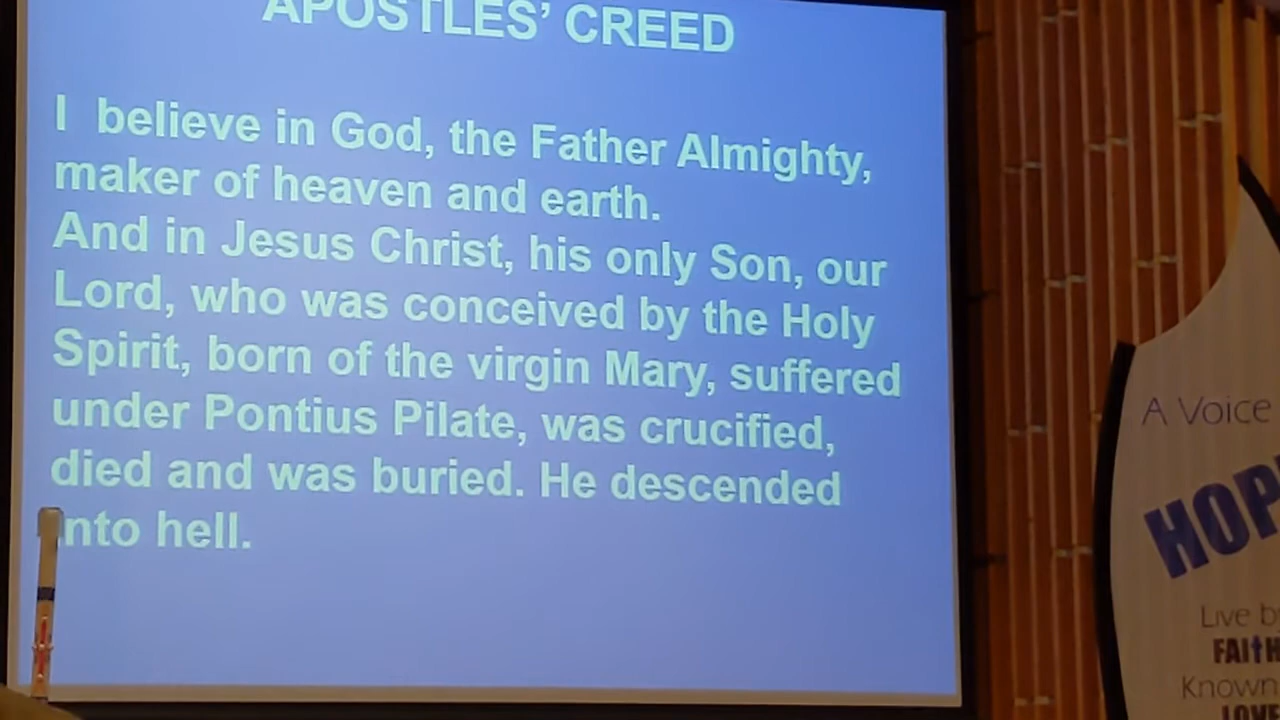 APOSTLES’ CREED
I believe in God, the Father Almighty,
maker of heaven and earth.
And in Jesus Christ, his only Son, our
Lord, who was conceived by the Holy
Spirit, born of the virgin Mary, suffered
under Pontius Pilate, was crucified,
died and was buried. He descended
into hell.
A Voice
Live
FAITH
Known
LOVE